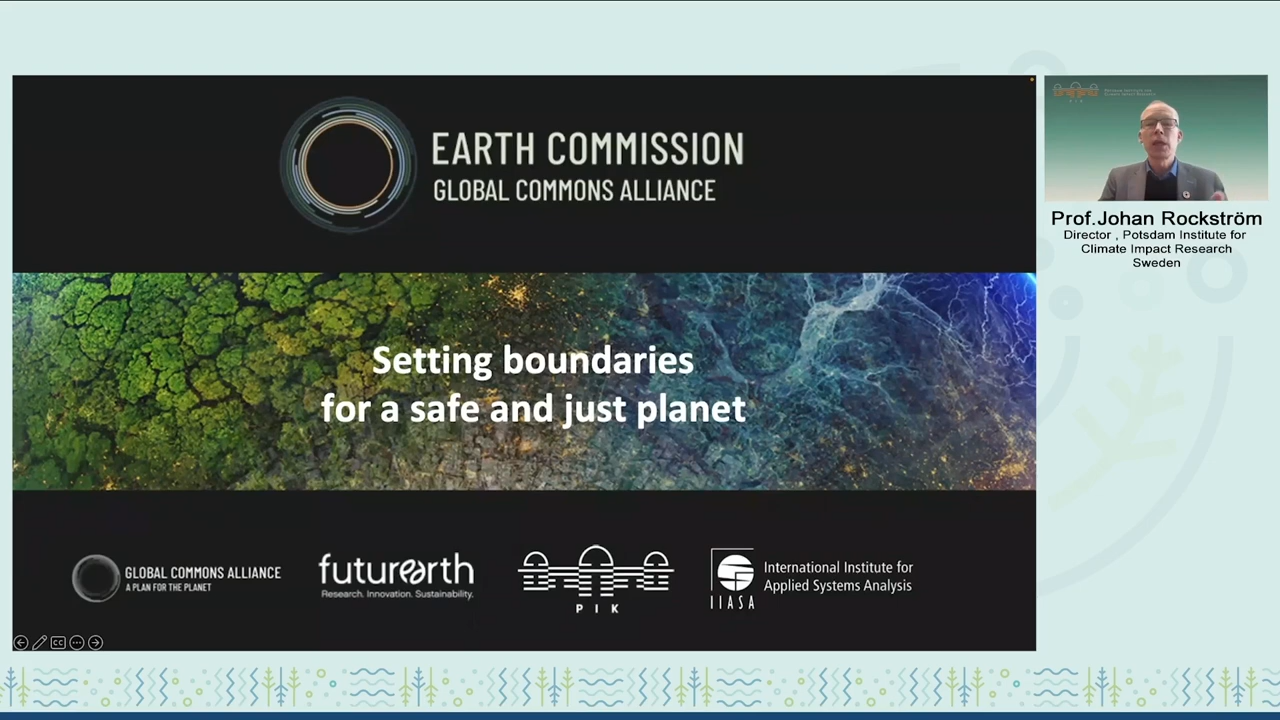 EARTH COMMISSION
GLOBAL COMMONS ALLIANCE
Setting boundaries
for a safe and just planet
GLOBAL COMMONS ALLIANCE
A PLAN FOR THE PLANET
futurearth
Research. Innovation. Sustainability.
PIK
IIASA
International Institute for
Applied Systems Analysis
CC
PIK
Prof.Johan Rockström
Director , Potsdam Institute for
Climate Impact Research
Sweden